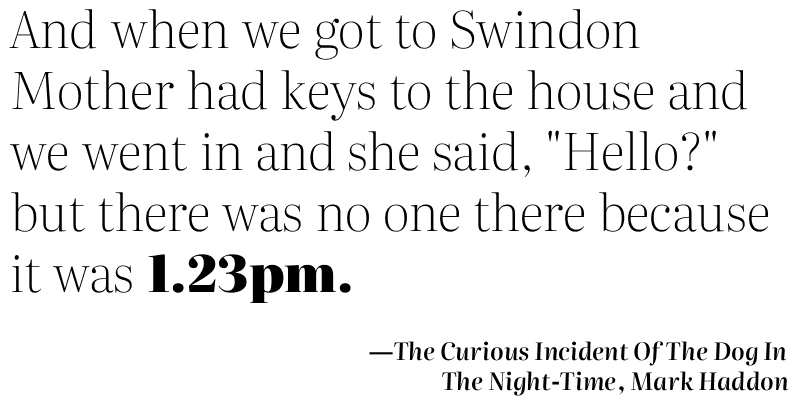 And when we got to Swindon
Mother had keys to the house and
we went in and she said, "Hello?"
but there was no one there because
it was 1.23pm.
—The Curious Incident Of The Dog In
The Night-Time, Mark Haddon